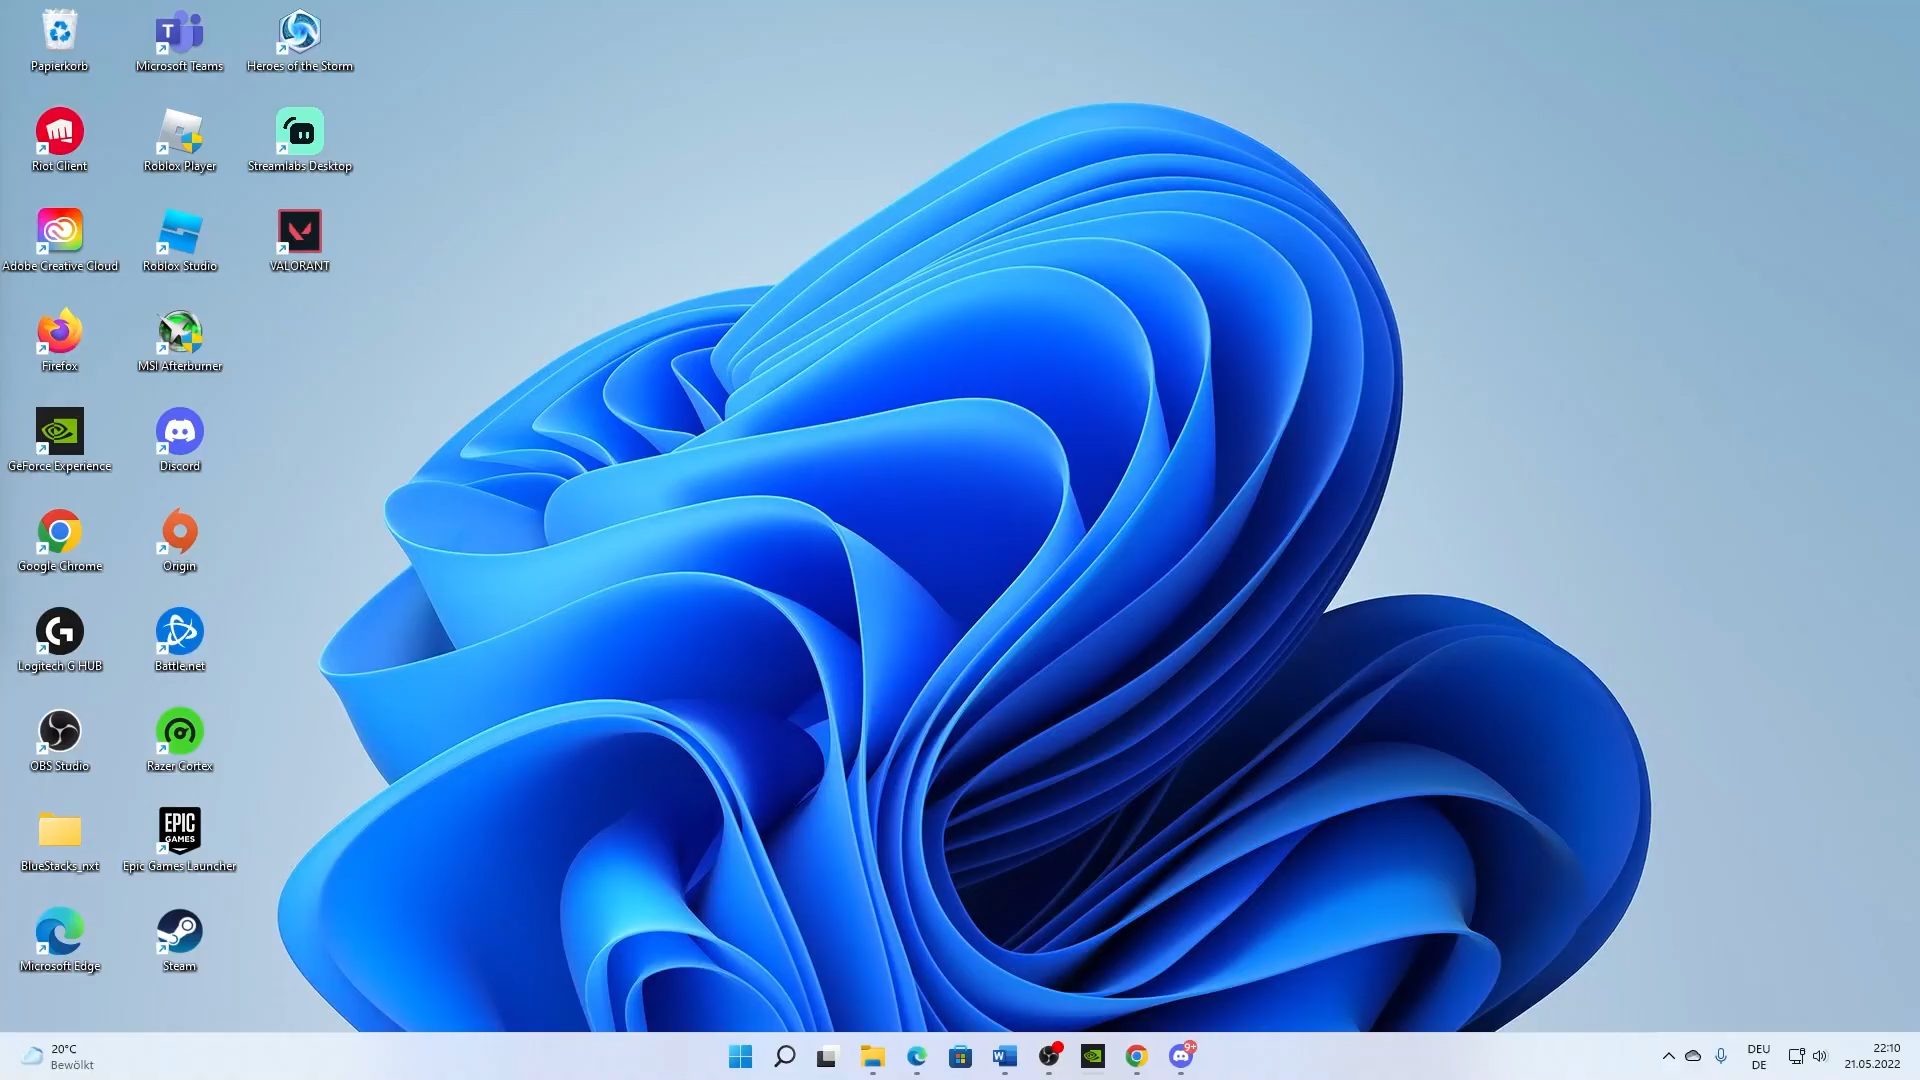 Papierkorb
Microsoft Teams
Heroes of the Storm
Riot Client
Roblox Player
Streamlabs Desktop
Adobe Creative Cloud
Roblox Studio
VALORANT
Firefox
MSI Afterburner
GeForce Experience
Discord
Google Chrome
Origin
Logitech G HUB
Battle.net
OBS Studio
Razer Cortex
EPIC
GAMES
BlueStacks_nxt
Epic Games Launcher
Microsoft Edge
Steam
20°C
Bewölkt
9+
DEU
DE
22:10
21.05.2022